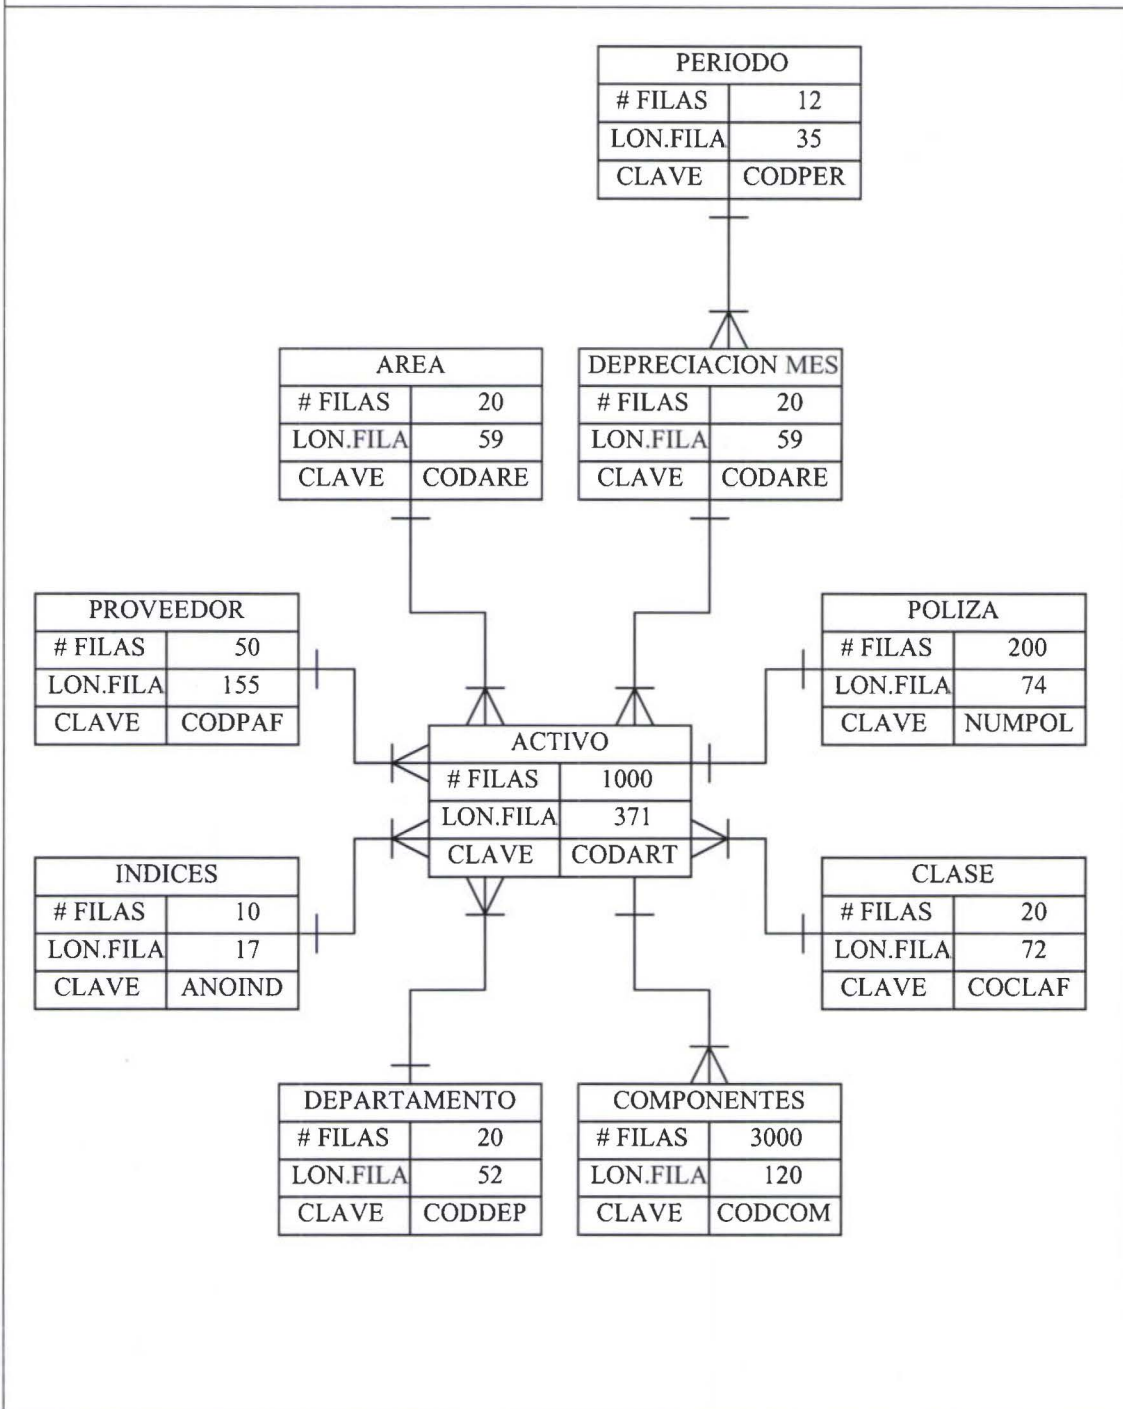 PERIODO
# FILAS 12
LON.FILA 35
CLAVE CODPER
AREA
# FILAS 20
LON.FILA 59
CLAVE CODARE
DEPRECIACION MES
# FILAS 20
LON.FILA 59
CLAVE CODARE
PROVEEDOR
# FILAS 50
LON.FILA 155
CLAVE CODPAF
POLIZA
# FILAS 200
LON.FILA 74
CLAVE NUMPOL
ACTIVO
# FILAS 1000
LON.FILA 371
CLAVE CODART
INDICES
# FILAS 10
LON.FILA 17
CLAVE ANOIND
CLASE
# FILAS 20
LON.FILA 72
CLAVE COCLAF
DEPARTAMENTO
# FILAS 20
LON.FILA 52
CLAVE CODDEP
COMPONENTES
# FILAS 3000
LON.FILA 120
CLAVE CODCOM